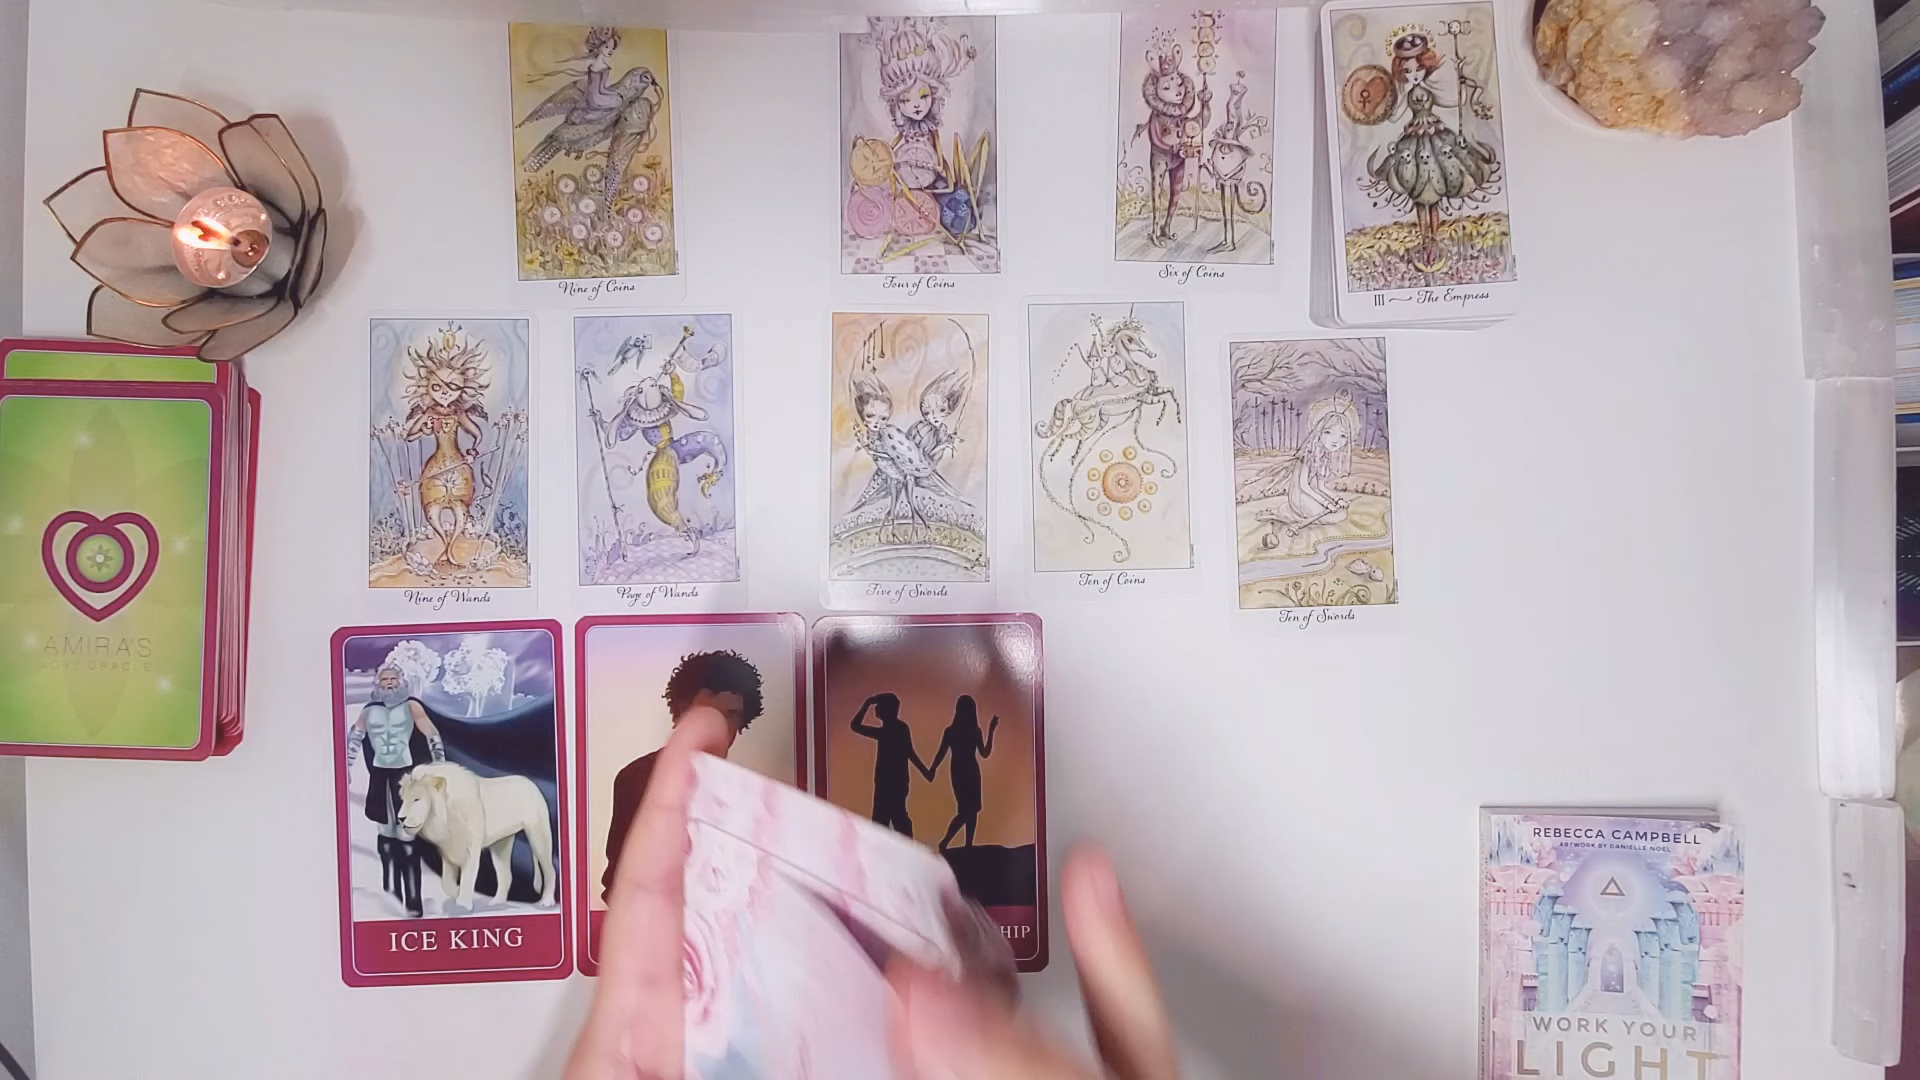 Nine of Coins
Four of Coins
Six of Coins
III The Empress
Nine of Wands
Page of Wands
Five of Swords
Ten of Coins
Ten of Swords
AMIRA'S
LOVE ORACLE
ICE KING
HIP
REBECCA CAMPBELL
ARTWORK BY DANIELLE NOEL
WORK YOUR
LIGHT